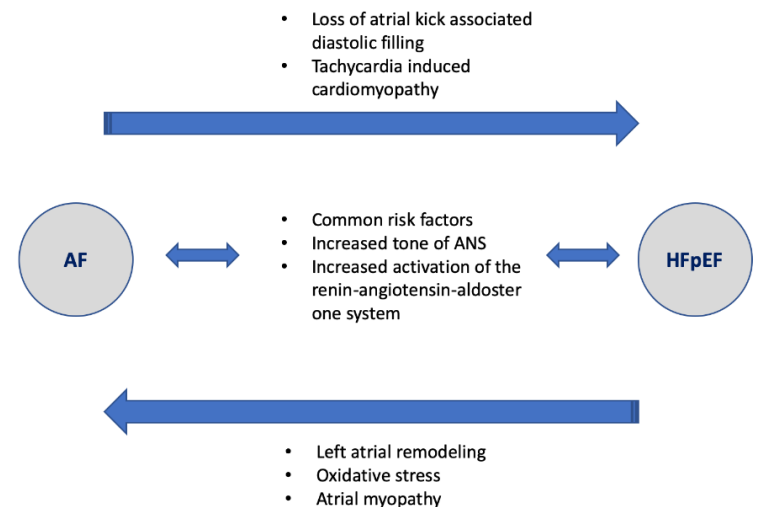 • Loss of atrial kick associated
diastolic filling
• Tachycardia induced
cardiomyopathy
AF
• Common risk factors
• Increased tone of ANS
• Increased activation of the
renin-angiotensin-aldoster
one system
HFpEF
• Left atrial remodeling
• Oxidative stress
• Atrial myopathy